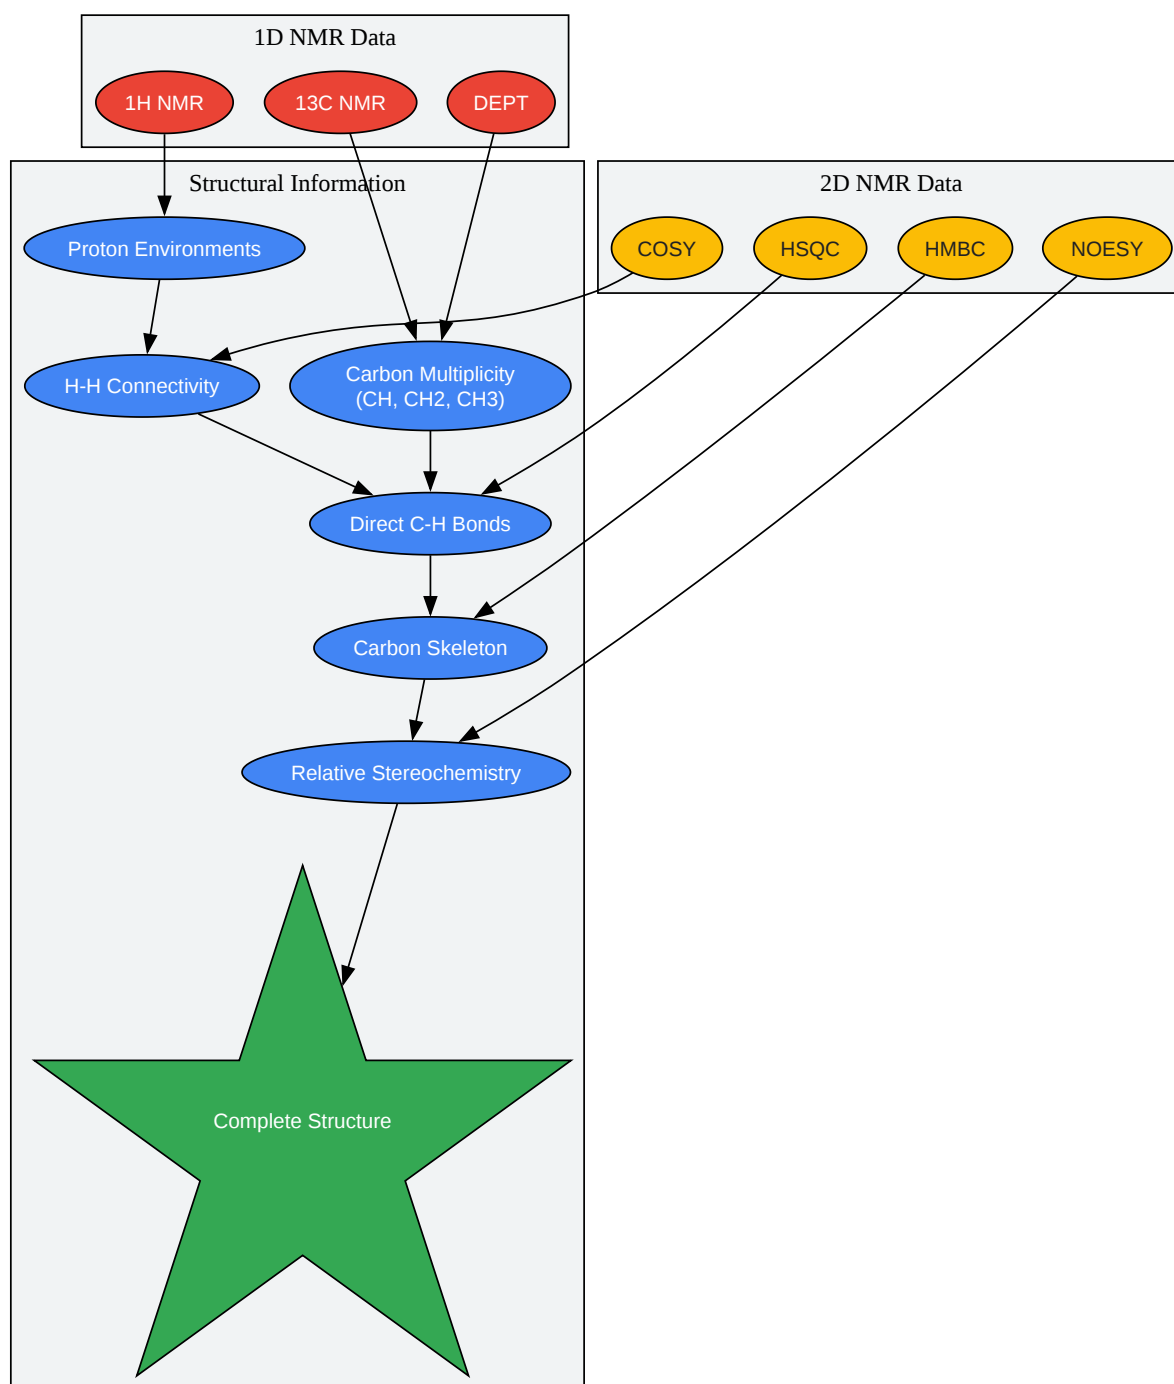 1D NMR Data
1H NMR
13C NMR
DEPT
Structural Information
2D NMR Data
Proton Environments
COSY
HSQC
HMBC
NOESY
H-H Connectivity
Carbon Multiplicity
(CH, CH2, CH3)
Direct C-H Bonds
Carbon Skeleton
Relative Stereochemistry
Complete Structure